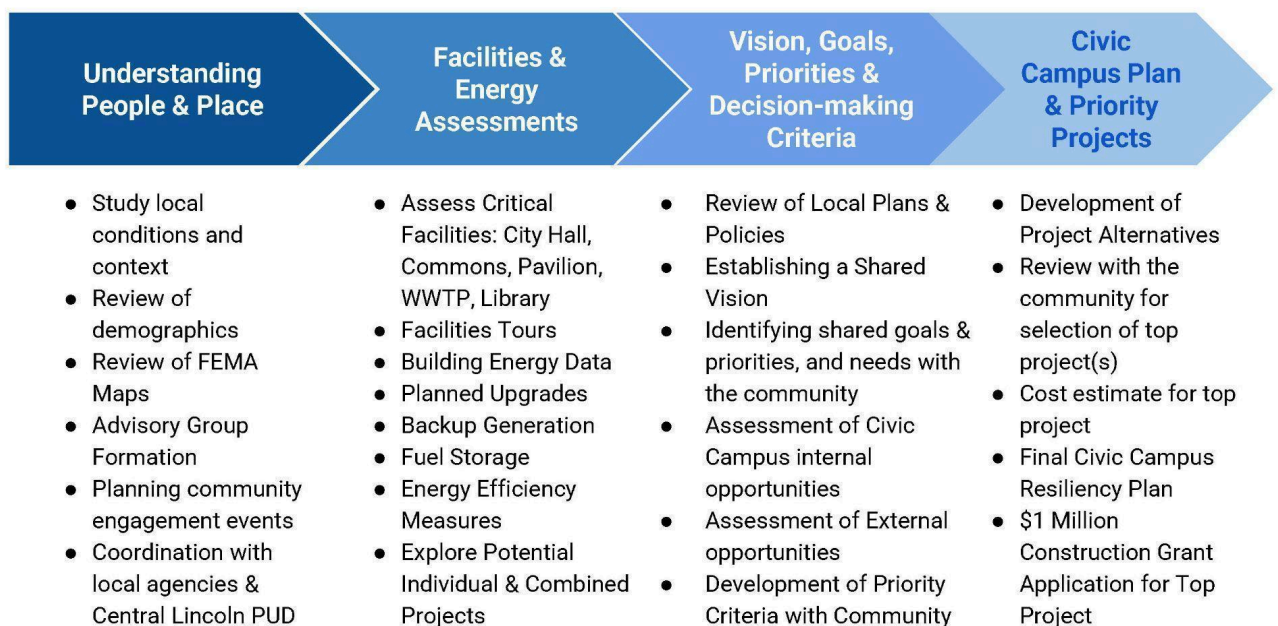 Understanding
People & Place
Facilities &
Energy
Assessments
Vision, Goals,
Priorities &
Decision-making
Criteria
Civic
Campus Plan
& Priority
Projects
● Study local
conditions and
context
● Review of
demographics
● Review of FEMA
Maps
● Advisory Group
Formation
● Planning community
engagement events
● Coordination with
local agencies &
Central Lincoln PUD
● Assess Critical
Facilities: City Hall,
Commons, Pavilion,
WWTP, Library
● Facilities Tours
● Building Energy Data
● Planned Upgrades
● Backup Generation
● Fuel Storage
● Energy Efficiency
Measures
● Explore Potential
Individual & Combined
Projects
● Review of Local Plans &
Policies
● Establishing a Shared
Vision
● Identifying shared goals &
priorities, and needs with
the community
● Assessment of Civic
Campus internal
opportunities
● Assessment of External
opportunities
● Development of Priority
Criteria with Community
● Development of
Project Alternatives
● Review with the
community for
selection of top
project(s)
● Cost estimate for top
project
● Final Civic Campus
Resiliency Plan
● $1 Million
Construction Grant
Application for Top
Project